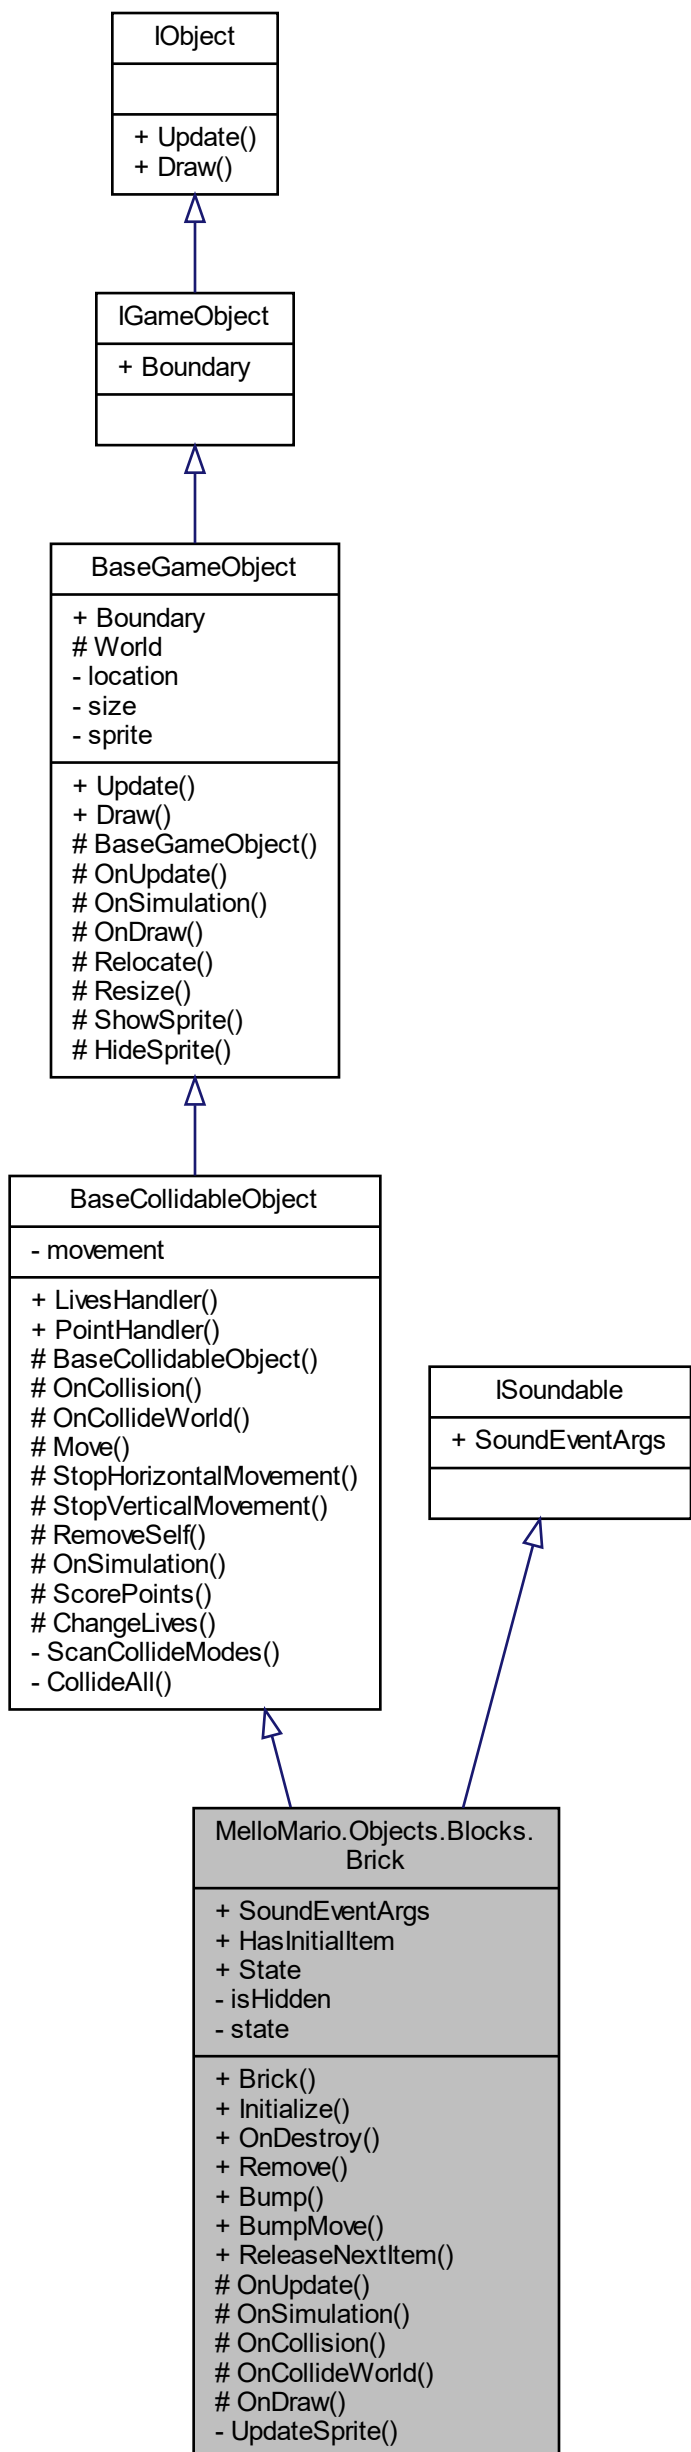 IObject
+ Update()
+ Draw()
IGameObject
+ Boundary
BaseGameObject
+ Boundary
# World
- location
- size
- sprite
+ Update()
+ Draw()
# BaseGameObject()
# OnUpdate()
# OnSimulation()
# OnDraw()
# Relocate()
# Resize()
# ShowSprite()
# HideSprite()
BaseCollidableObject
- movement
+ LivesHandler()
+ PointHandler()
# BaseCollidableObject()
# OnCollision()
# OnCollideWorld()
# Move()
# StopHorizontalMovement()
# StopVerticalMovement()
# RemoveSelf()
# OnSimulation()
# ScorePoints()
# ChangeLives()
- ScanCollideModes()
- CollideAll()
ISoundable
+ SoundEventArgs
MelloMario.Objects.Blocks.
Brick
+ SoundEventArgs
+ HasInitialItem
+ State
- isHidden
- state
+ Brick()
+ Initialize()
+ OnDestroy()
+ Remove()
+ Bump()
+ BumpMove()
+ ReleaseNextItem()
# OnUpdate()
# OnSimulation()
# OnCollision()
# OnCollideWorld()
# OnDraw()
- UpdateSprite()